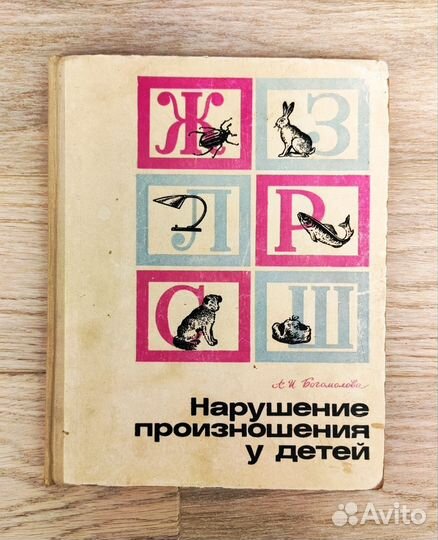 Ж З
Л Р
С Ш
А. И. Богомолова
Нарушение
произношения
у детей
Avito